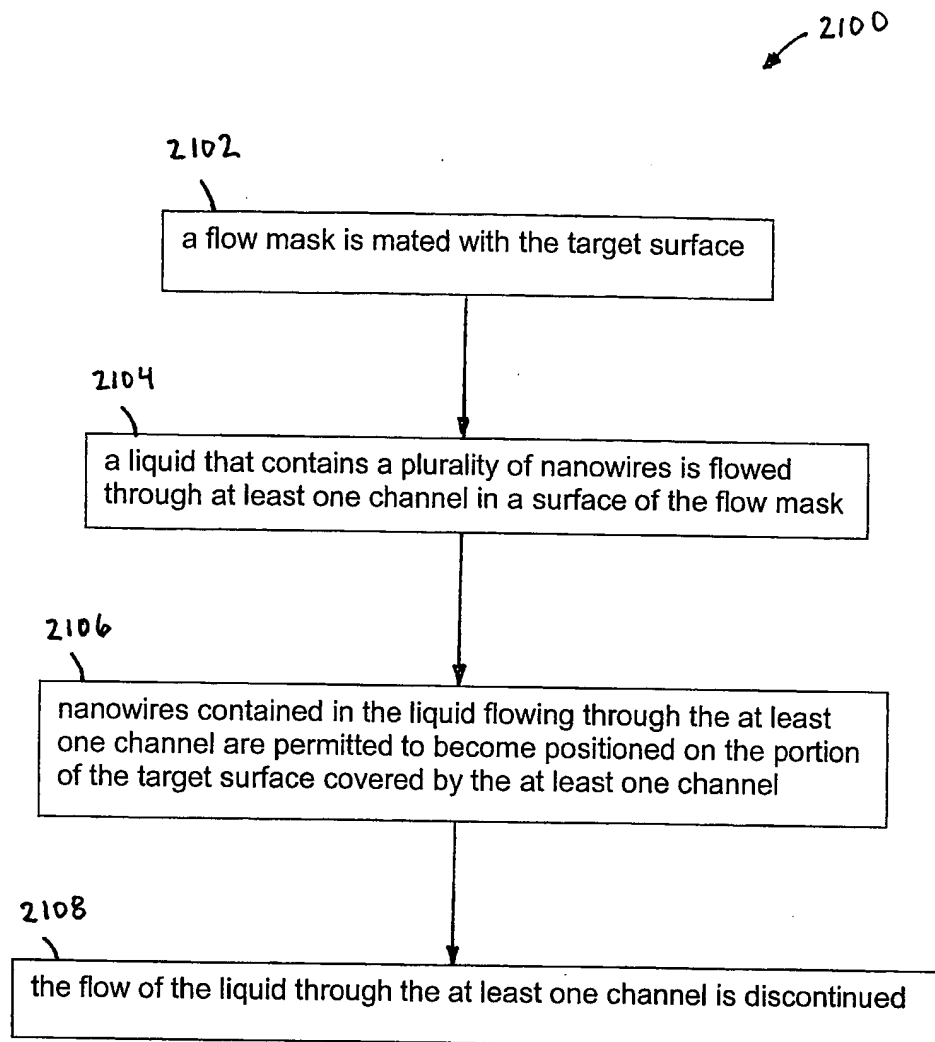 2100
2102
a flow mask is mated with the target surface
2104
a liquid that contains a plurality of nanowires is flowed
through at least one channel in a surface of the flow mask
2106
nanowires contained in the liquid flowing through the at least
one channel are permitted to become positioned on the portion
of the target surface covered by the at least one channel
2108
the flow of the liquid through the at least one channel is discontinued